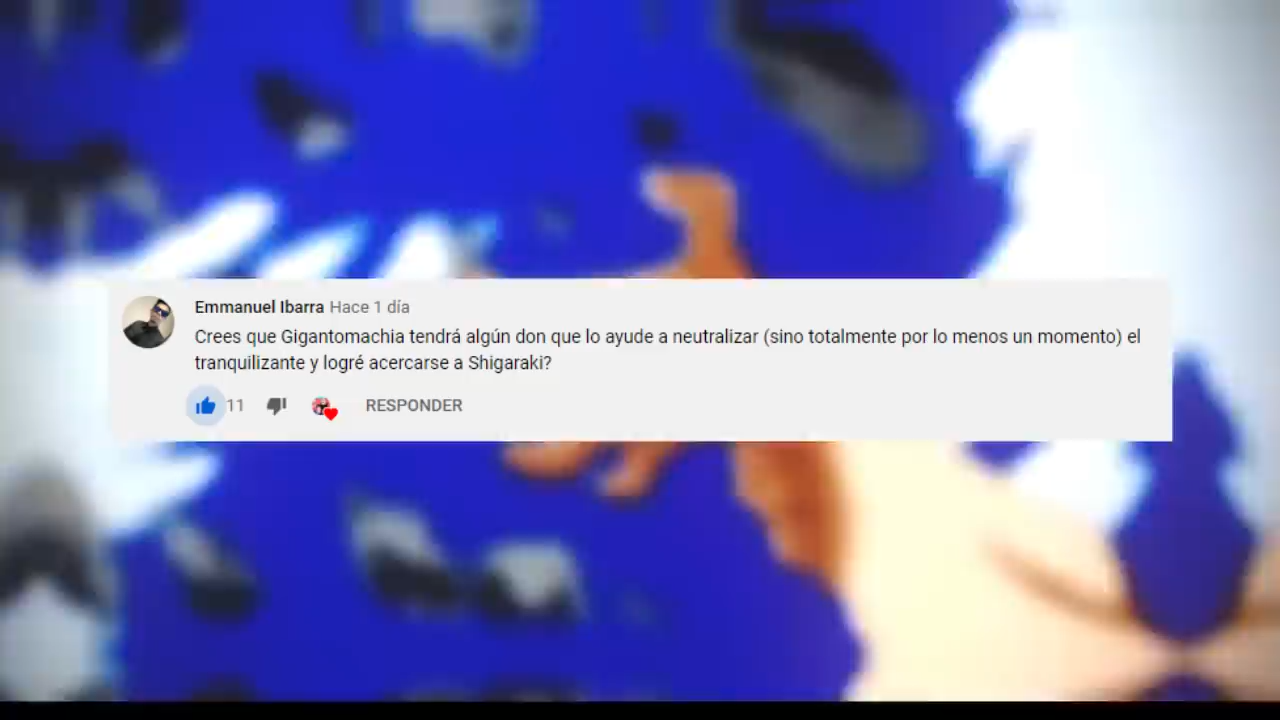 Emmanuel Ibarra Hace 1 día
Crees que Gigantomachia tendrá algún don que lo ayude a neutralizar (sino totalmente por lo menos un momento) el
tranquilizante y logré acercarse a Shigaraki?
11 RESPONDER